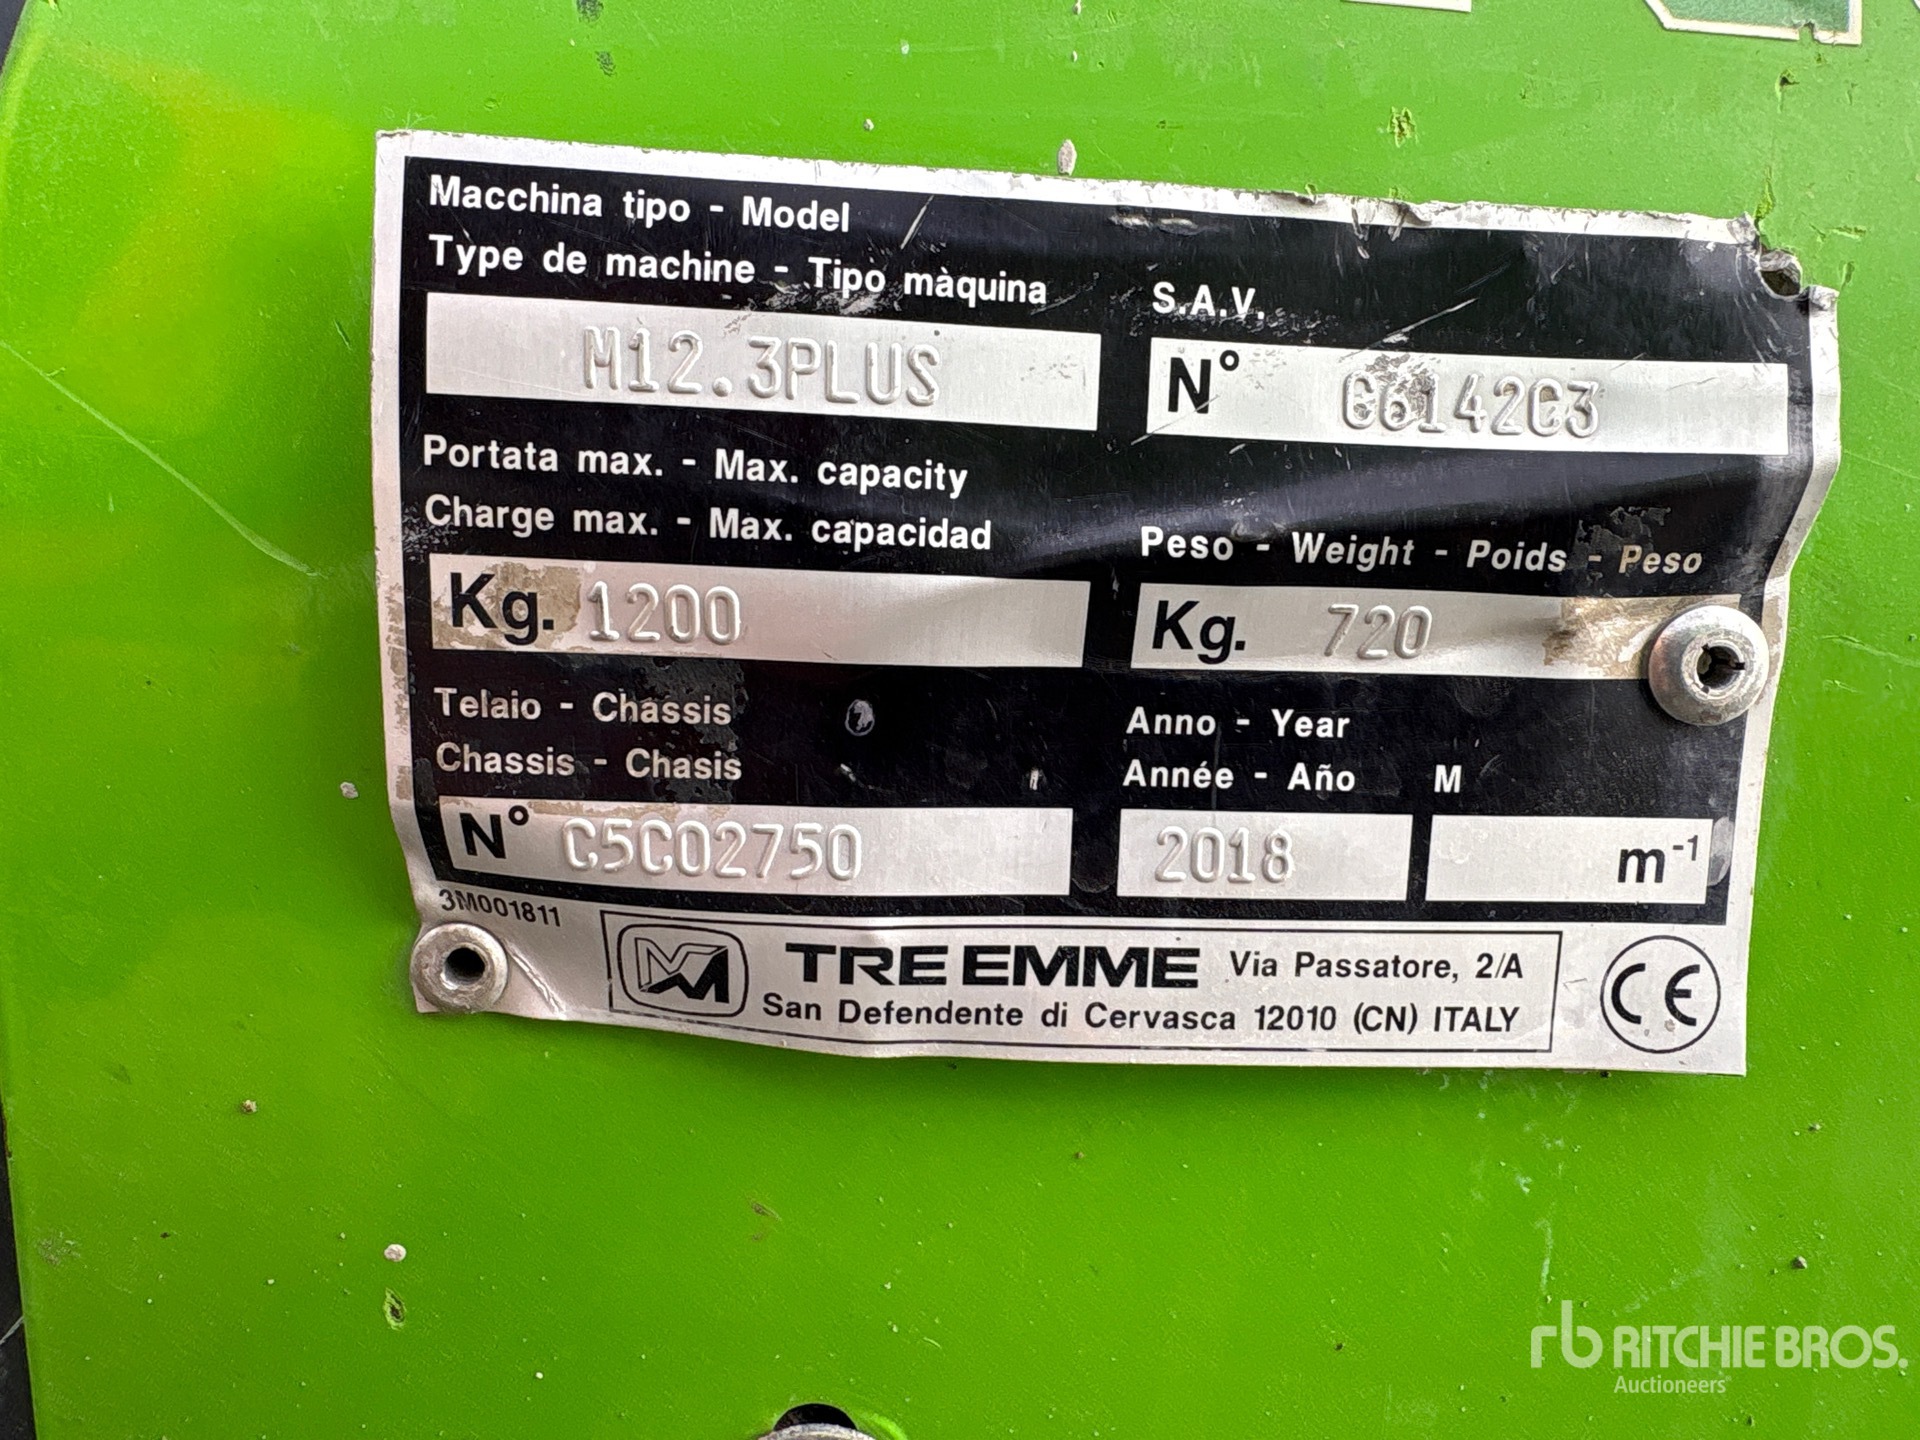 Macchina tipo - Model
Type de machine - Tipo màquina
M12.3PLUS
S.A.V.
N° C6142C3
Portata max. - Max. capacity
Charge max. - Max. capacidad
Kg. 1200
Peso - Weight - Poids - Peso
Kg. 720
Telaio - Chassis
Chassis - Chasis
N° C5C02750
Anno - Year
Année - Año
2018
M
m-1
3M001811
TRE EMME Via Passatore, 2/A
San Defendente di Cervasca 12010 (CN) ITALY
CE
rb RITCHIE BROS.
Auctioneers